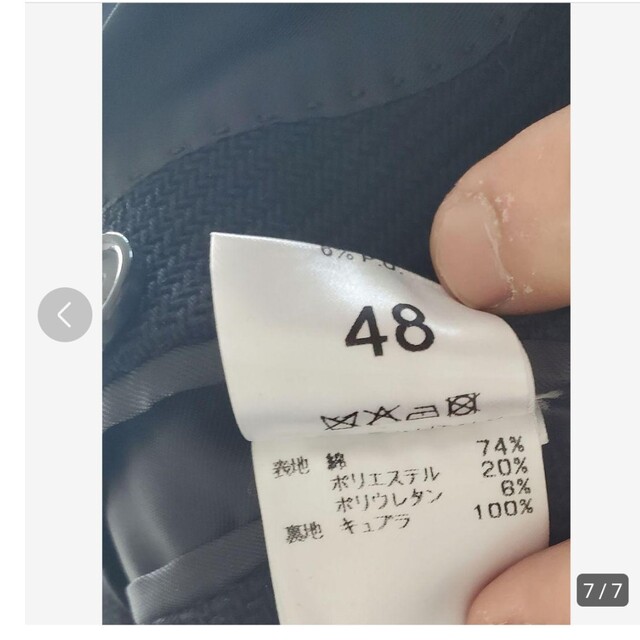 6% P.U.
48
表地 綿 74%
ポリエステル 20%
ポリウレタン 6%
裏地 キュプラ 100%
7/7